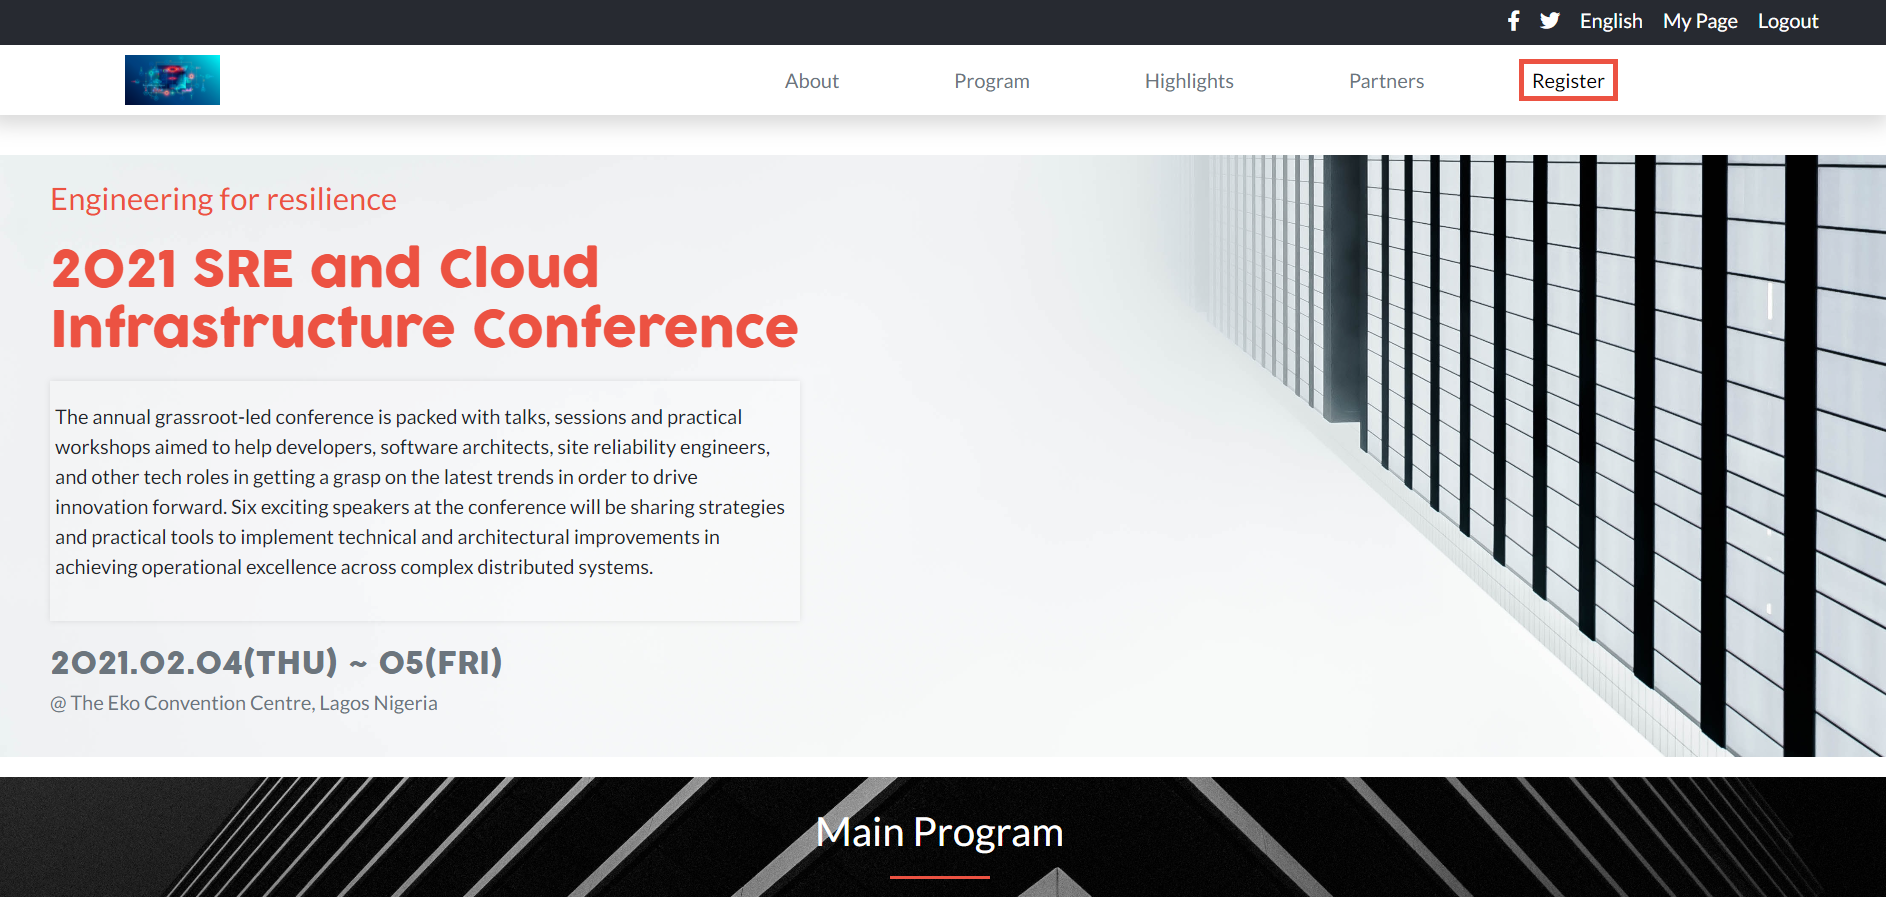 English My Page Logout
About Program Highlights Partners Register
Engineering for resilience
2021 SRE and Cloud
Infrastructure Conference
The annual grassroot-led conference is packed with talks, sessions and practical
workshops aimed to help developers, software architects, site reliability engineers,
and other tech roles in getting a grasp on the latest trends in order to drive
innovation forward. Six exciting speakers at the conference will be sharing strategies
and practical tools to implement technical and architectural improvements in
achieving operational excellence across complex distributed systems.
2021.02.04(THU) ~ 05(FRI)
@ The Eko Convention Centre, Lagos Nigeria
Main Program